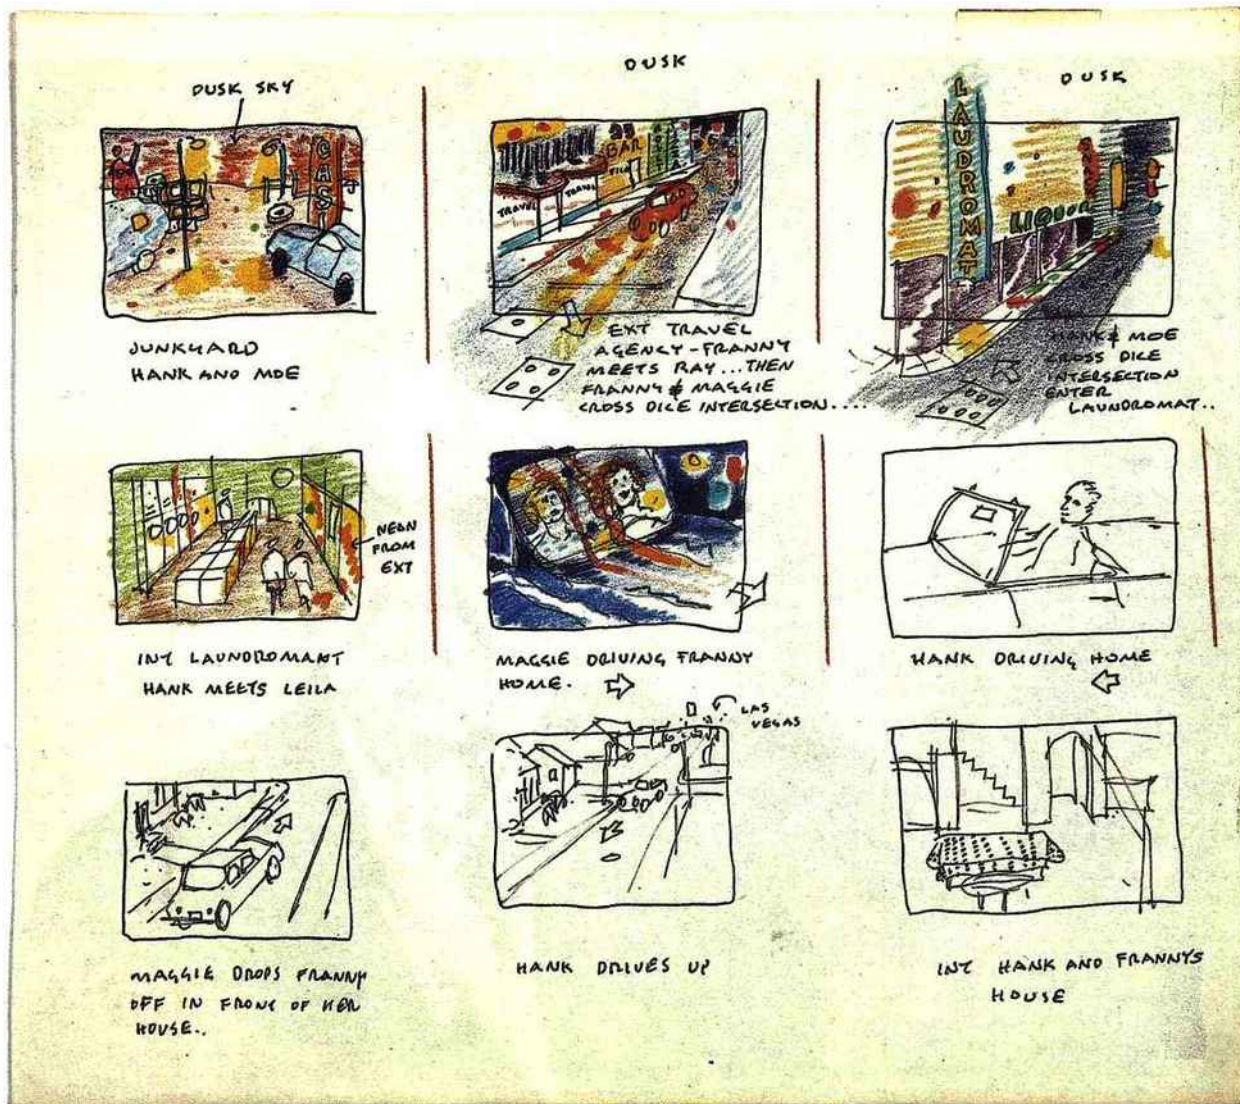 DUSK SKY
GAS
JUNKYARD
HANK AND MOE
DUSK
BAR
TRAVEL
TRAVEL
EXT TRAVEL
AGENCY-FRANNY
MEETS RAY...THEN
FRANNY & MAGGIE
CROSS DICE INTERSECTION....
DUSK
LAUDROMAT
LIQUOR
HANK & MOE
CROSS DICE
INTERSECTION
ENTER
LAUNDROMAT..
NEON
FROM
EXT
INT LAUNDROMANT
HANK MEETS LEILA
MAGGIE DRIVING FRANNY
HOME.
HANK DRIVING HOME
MAGGIE DROPS FRANNY
OFF IN FRONT OF HER
HOUSE..
LAS
VEGAS
HANK DRIVES UP
INT HANK AND FRANNYS
HOUSE